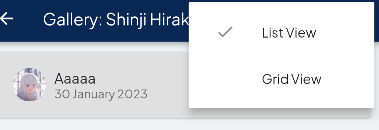 Gallery: Shinji Hirak
List View
Aaaaa
30 January 2023
Grid View